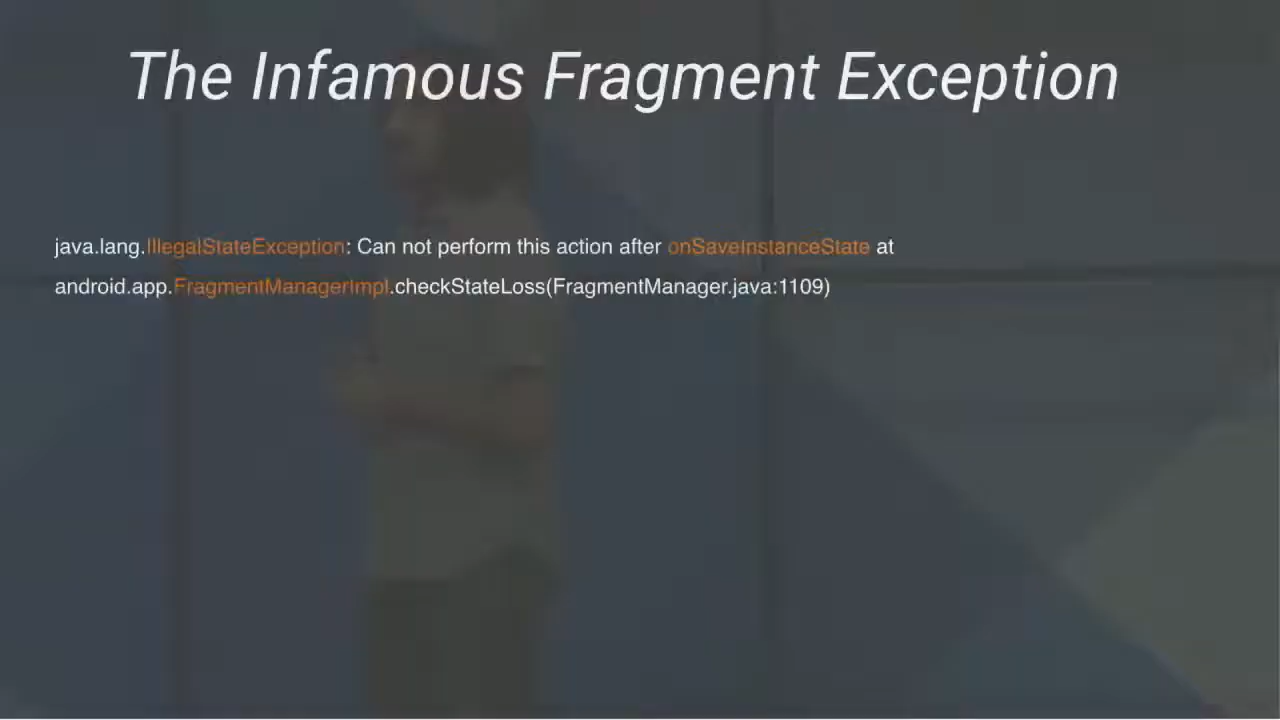 The Infamous Fragment Exception
java.lang.IllegalStateException: Can not perform this action after onSaveInstanceState at
android.app.FragmentManagerImpl.checkStateLoss(FragmentManager.java:1109)